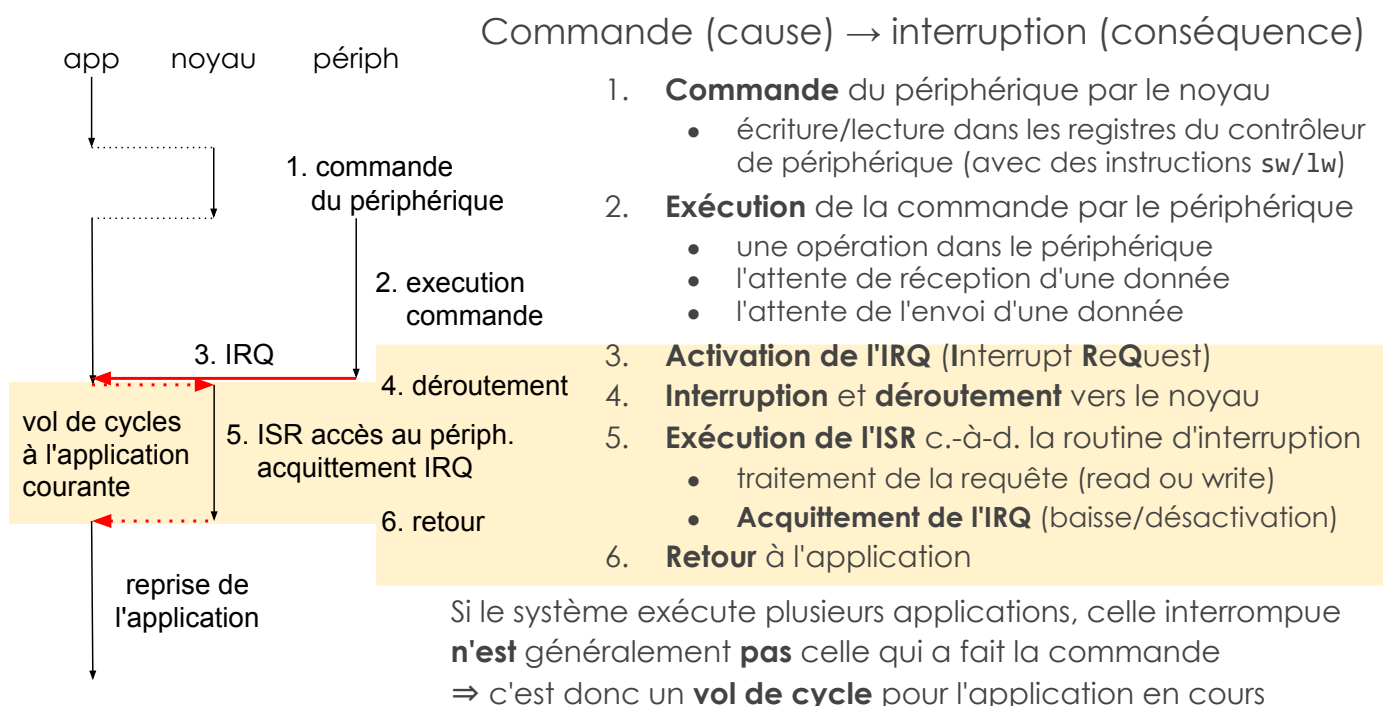 Commande (cause) → interruption (conséquence)
app noyau périph
1. commande
du périphérique
2. execution
commande
3. IRQ
4. déroutement
vol de cycles
à l'application
courante
5. ISR accès au périph.
acquittement IRQ
6. retour
reprise de
l'application
1. Commande du périphérique par le noyau
● écriture/lecture dans les registres du contrôleur
de périphérique (avec des instructions sw/lw)
2. Exécution de la commande par le périphérique
● une opération dans le périphérique
● l'attente de réception d'une donnée
● l'attente de l'envoi d'une donnée
3. Activation de l'IRQ (Interrupt ReQuest)
4. Interruption et déroutement vers le noyau
5. Exécution de l'ISR c.-à-d. la routine d'interruption
● traitement de la requête (read ou write)
● Acquittement de l'IRQ (baisse/désactivation)
6. Retour à l'application
Si le système exécute plusieurs applications, celle interrompue
n'est généralement pas celle qui a fait la commande
⇒ c'est donc un vol de cycle pour l'application en cours